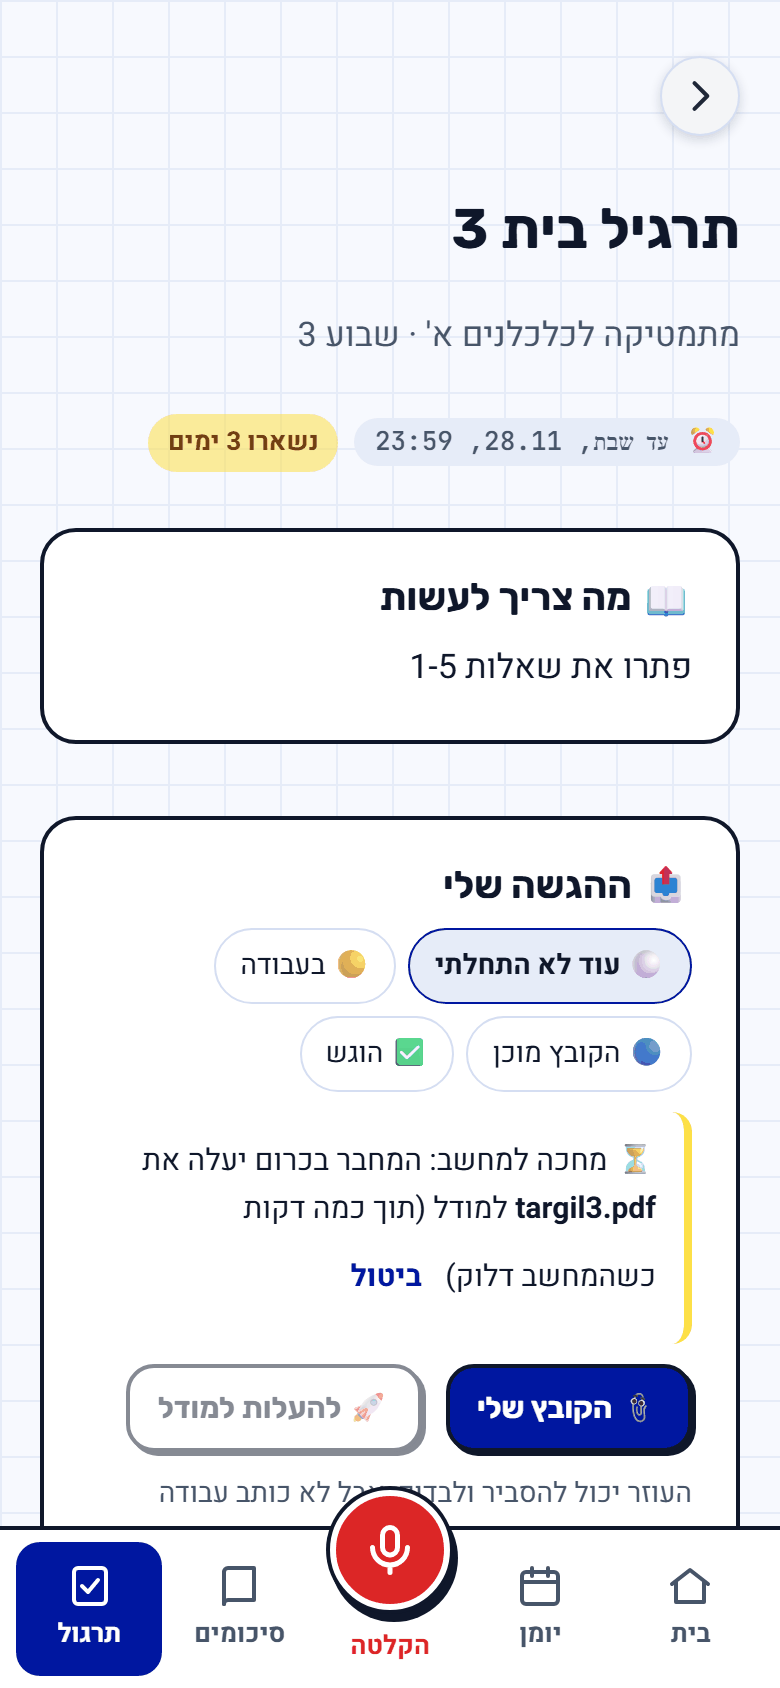 תרגיל בית 3
מתמטיקה לכלכלנים א' · שבוע 3
⏰ עד שבת, 28.11, 23:59
נשארו 3 ימים
📖 מה צריך לעשות
פתרו את שאלות 1-5
📤 ההגשה שלי
עוד לא התחלתי
בעבודה
הקובץ מוכן
✅ הוגש
⏳ מחכה למחשב: המחבר בכרום יעלה את
targil3.pdf למודל (תוך כמה דקות
כשהמחשב דלוק) ביטול
הקובץ שלי
🚀 להעלות למודל
העוזר יכול להסביר ולבדוק, אבל לא כותב עבודה
בית
יומן
הקלטה
סיכומים
תרגול